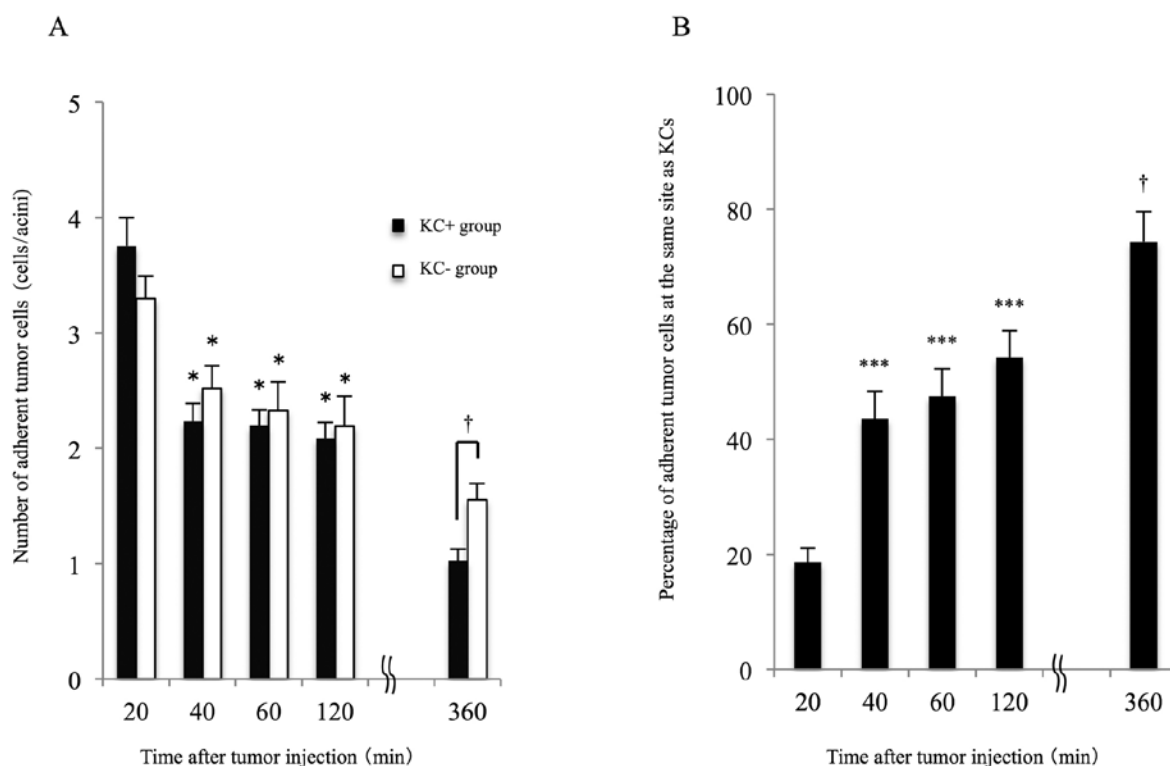 A
Number of adherent tumor cells (cells/acini)
5
4
3
2
1
0
KC+ group
KC- group
* * * * * *
†
20 40 60 120 360
Time after tumor injection (min)
B
Percentage of adherent tumor cells at the same site as KCs
100
80
60
40
20
0
*** *** *** †
20 40 60 120 360
Time after tumor injection (min)